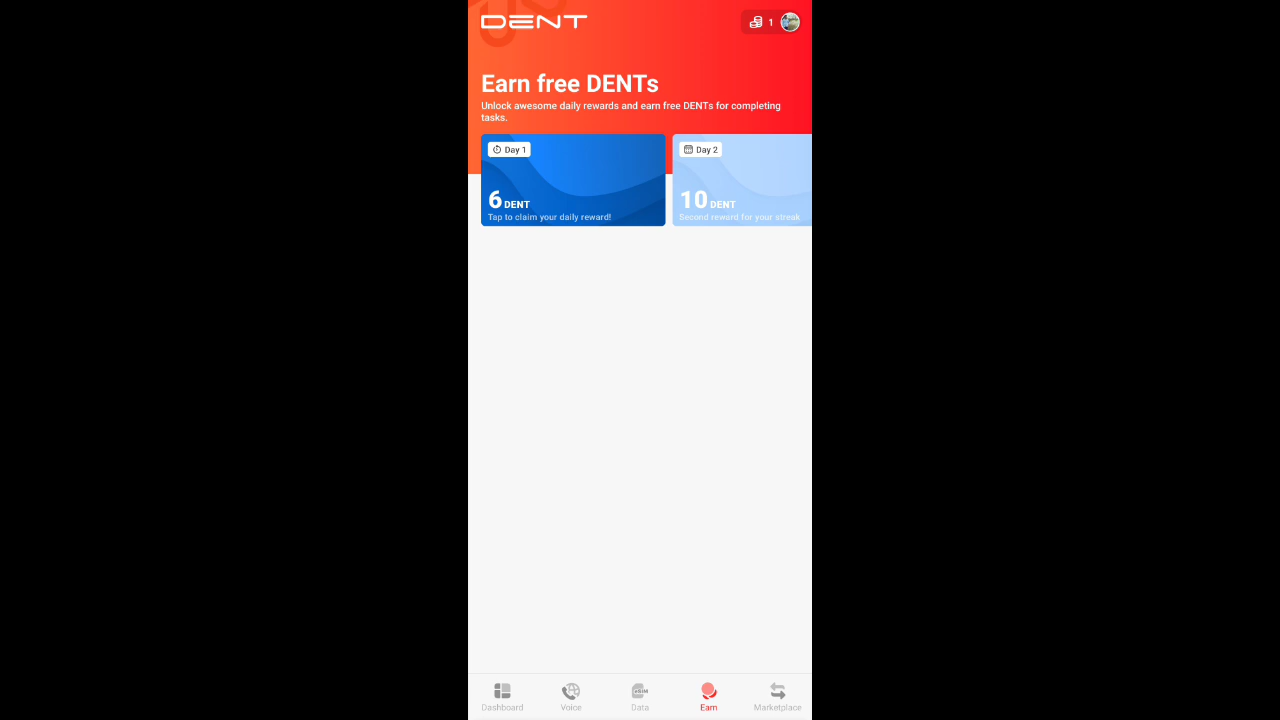 DENT
1
Earn free DENTs
Unlock awesome daily rewards and earn free DENTs for completing
tasks.
Day 1
6 DENT
Tap to claim your daily reward!
Day 2
10 DENT
Second reward for your streak
Dashboard
Voice
eSIM
Data
Earn
Marketplace